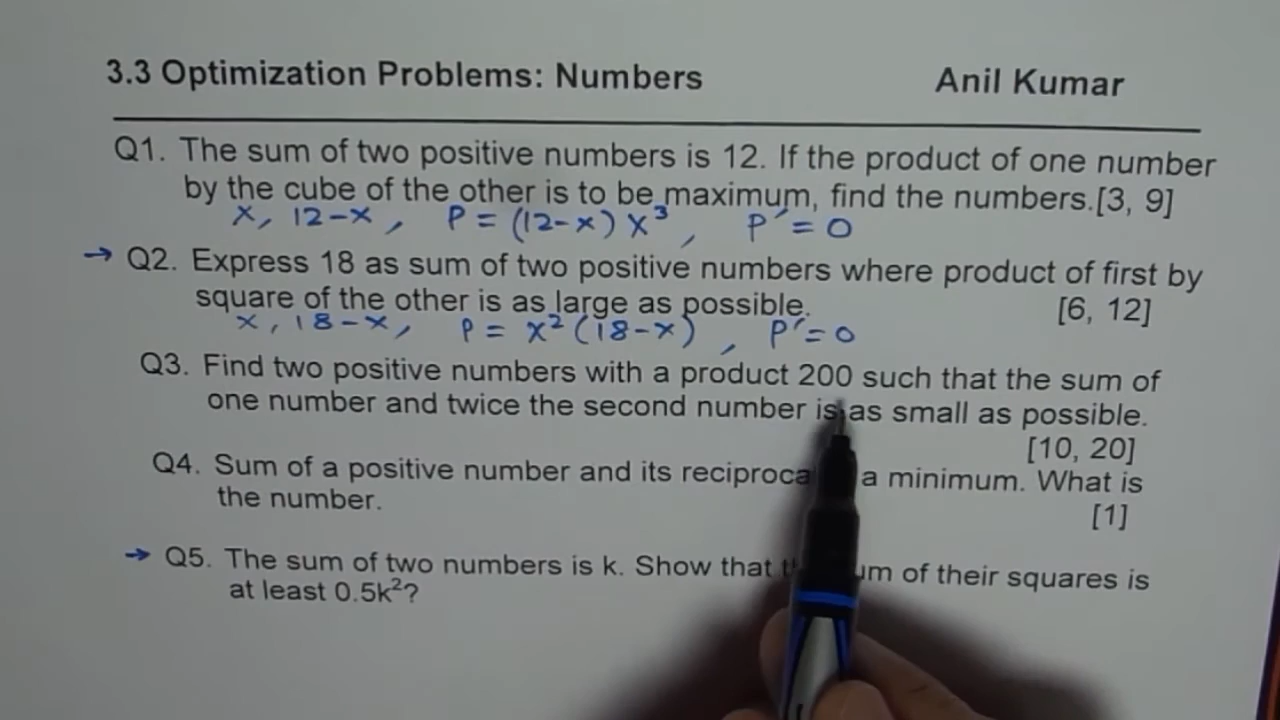 3.3 Optimization Problems: Numbers Anil Kumar
Q1. The sum of two positive numbers is 12. If the product of one number
by the cube of the other is to be maximum, find the numbers.[3, 9]
x, 12-x, P = (12-x) x³, P′ = 0
→ Q2. Express 18 as sum of two positive numbers where product of first by
square of the other is as large as possible. [6, 12]
x, 18-x, P = x² (18-x), P′ = 0
Q3. Find two positive numbers with a product 200 such that the sum of
one number and twice the second number is as small as possible.
[10, 20]
Q4. Sum of a positive number and its a minimum. What is
the number. [1]
→ Q5. The sum of two numbers is k. Show that of their squares is
at least 0.5k²?